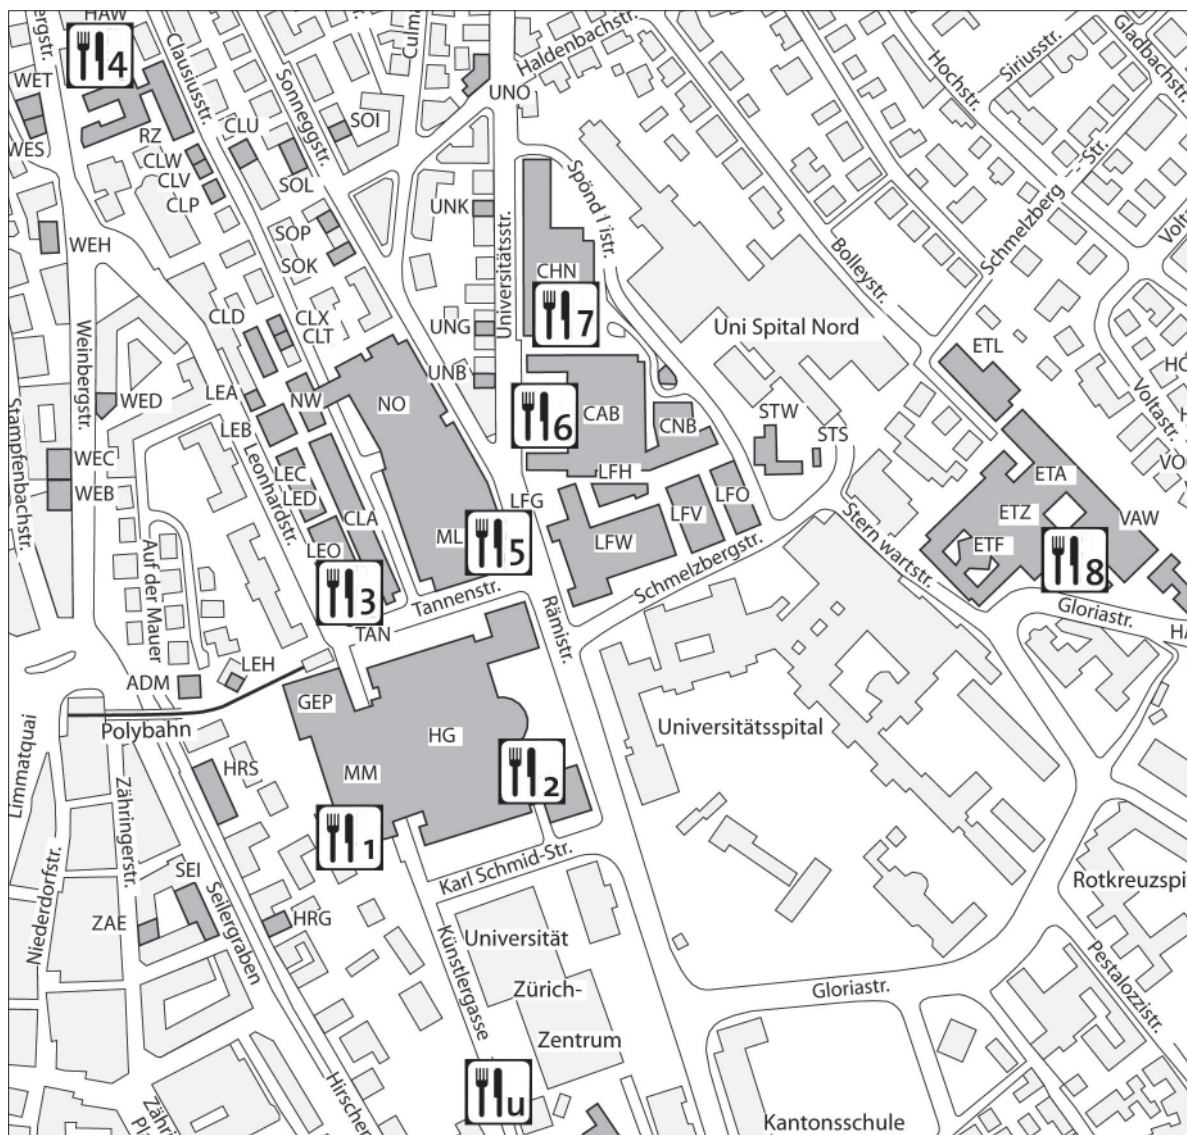 HAW
ergstr.
4
WET
WES
RZ
CLW
CLV
CLP
CLU
Clausiusstr.
Sonneggstr.
SOI
SOL
SOP
SOK
UNO
Haldenbachstr.
Hochstr.
Siriusstr.
Gladbachstr.
Schmelzberg
Str.
Spöndlistr.
UNK
Universitätsstr.
CHN
7
Bolleystr.
WEH
Weinbergstr.
CLD
CLX
CLT
UNG
UNB
Uni Spital Nord
ETL
Voltastr.
WED
LEA
NW
NO
LEB
6
CAB
CNB
STW
STS
Stampfenbachstr.
WEC
WEB
Leonhardstr.
LEC
LED
CLA
LFH
LFG
LFV
LFO
ETA
ETZ
VAW
ML
5
LFW
Schmelzbergstr.
Sternwartstr.
ETF
8
Auf der Mauer
LEO
3
Tannenstr.
TAN
Rämistr.
Gloriastr.
LEH
ADM
GEP
Polybahn
Limmatquai
HG
Universitätsspital
HRS
MM
2
1
Zähringerstr.
Niederdorfstr.
SEI
Seilergraben
ZAE
HRG
Karl Schmid-Str.
Künstlergasse
Universität
Zürich-
Zentrum
Rotkreuzspi
Gloriastr.
Pestalozzistr.
u
Hirschen
Kantonsschule